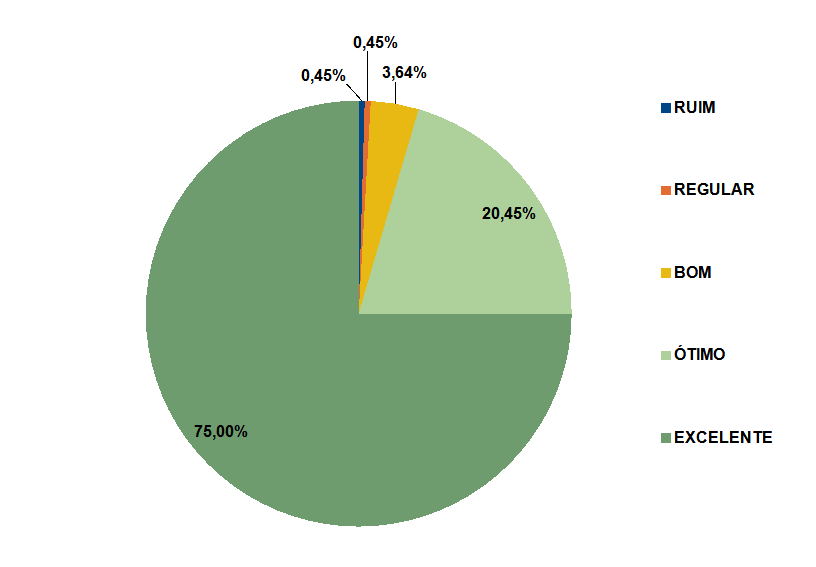 0,45%
0,45%
3,64%
20,45%
75,00%
RUIM
REGULAR
BOM
ÓTIMO
EXCELENTE